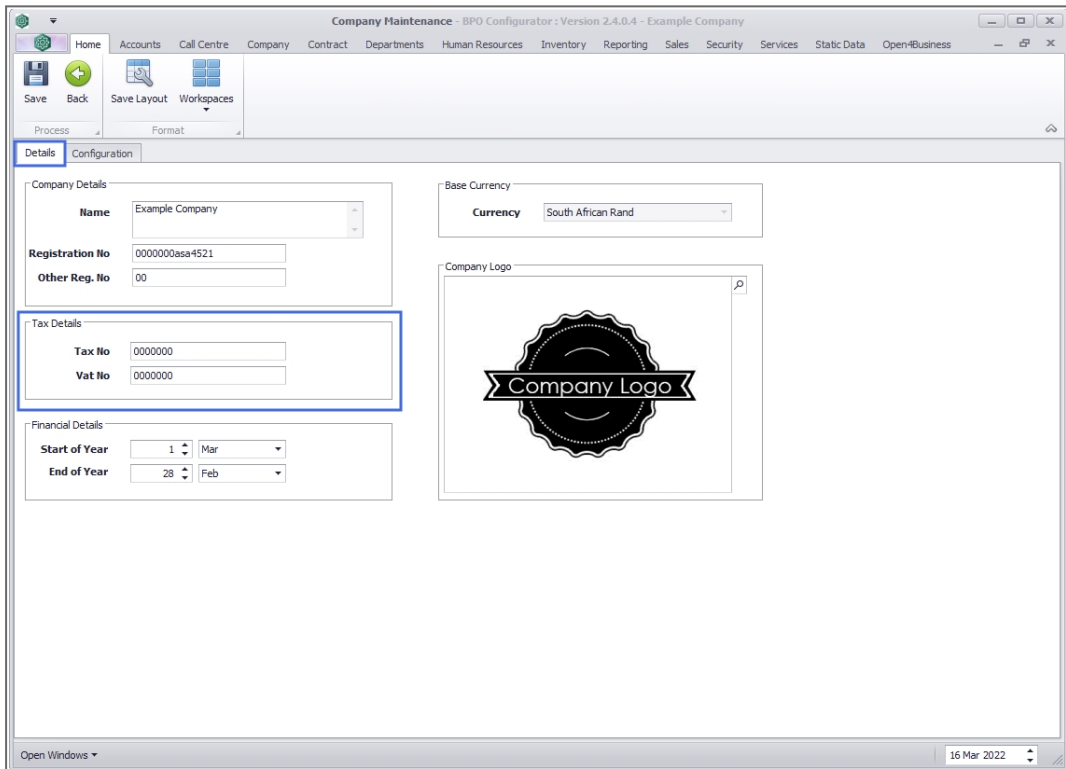 Company Maintenance - BPO Configurator : Version 2.4.0.4 - Example Company
Home Accounts Call Centre Company Contract Departments Human Resources Inventory Reporting Sales Security Services Static Data Open4Business
Save Back Save Layout Workspaces
Process Format
Details Configuration
Company Details
Name Example Company
Registration No 0000000asa4521
Other Reg. No 00
Base Currency
Currency South African Rand
Company Logo
Company Logo
Tax Details
Tax No 0000000
Vat No 0000000
Financial Details
Start of Year 1 Mar
End of Year 28 Feb
Open Windows 16 Mar 2022